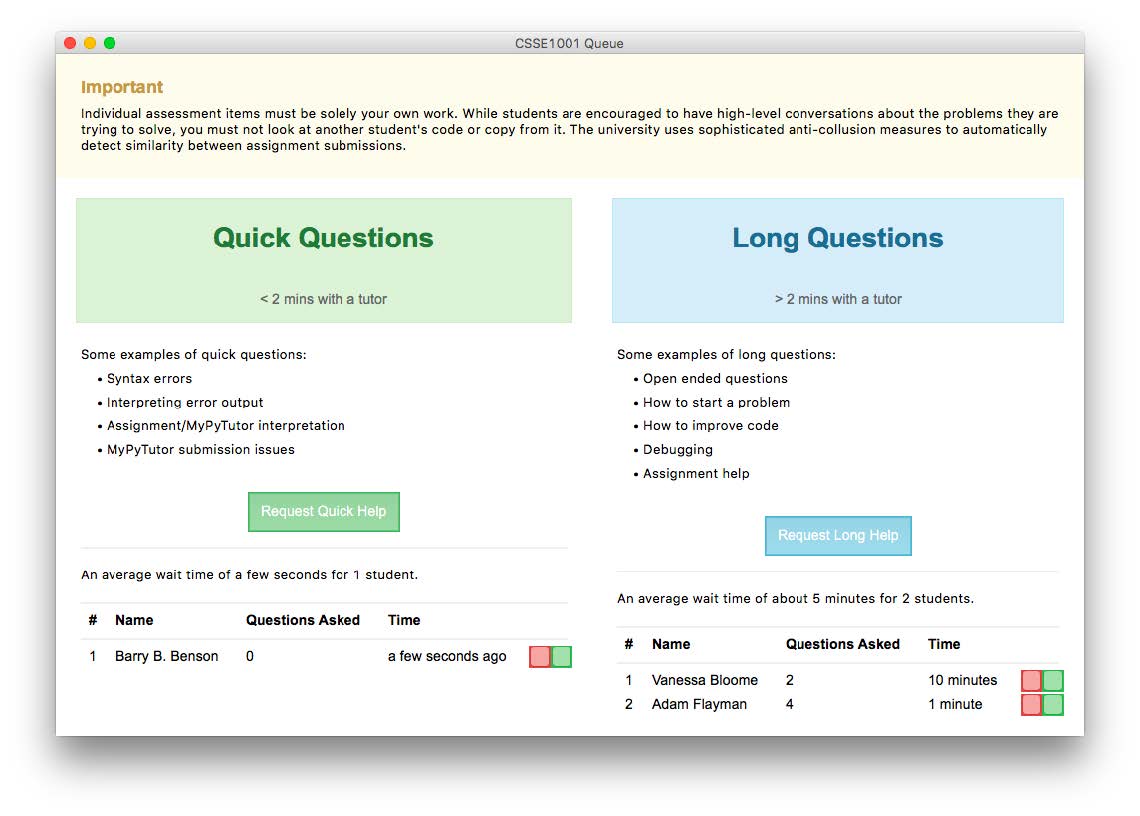 CSSE1001 Queue
Important
Individual assessment items must be solely your own work. While students are encouraged to have high-level conversations about the problems they are
trying to solve, you must not look at another student's code or copy from it. The university uses sophisticated anti-collusion measures to automatically
detect similarity between assignment submissions.
Quick Questions
< 2 mins with a tutor
Some examples of quick questions:
• Syntax errors
• Interpreting error output
• Assignment/MyPyTutor interpretation
• MyPyTutor submission issues
Request Quick Help
An average wait time of a few seconds for 1 student.
# Name Questions Asked Time
1 Barry B. Benson 0 a few seconds ago
Long Questions
> 2 mins with a tutor
Some examples of long questions:
• Open ended questions
• How to start a problem
• How to improve code
• Debugging
• Assignment help
Request Long Help
An average wait time of about 5 minutes for 2 students.
# Name Questions Asked Time
1 Vanessa Bloome 2 10 minutes
2 Adam Flayman 4 1 minute